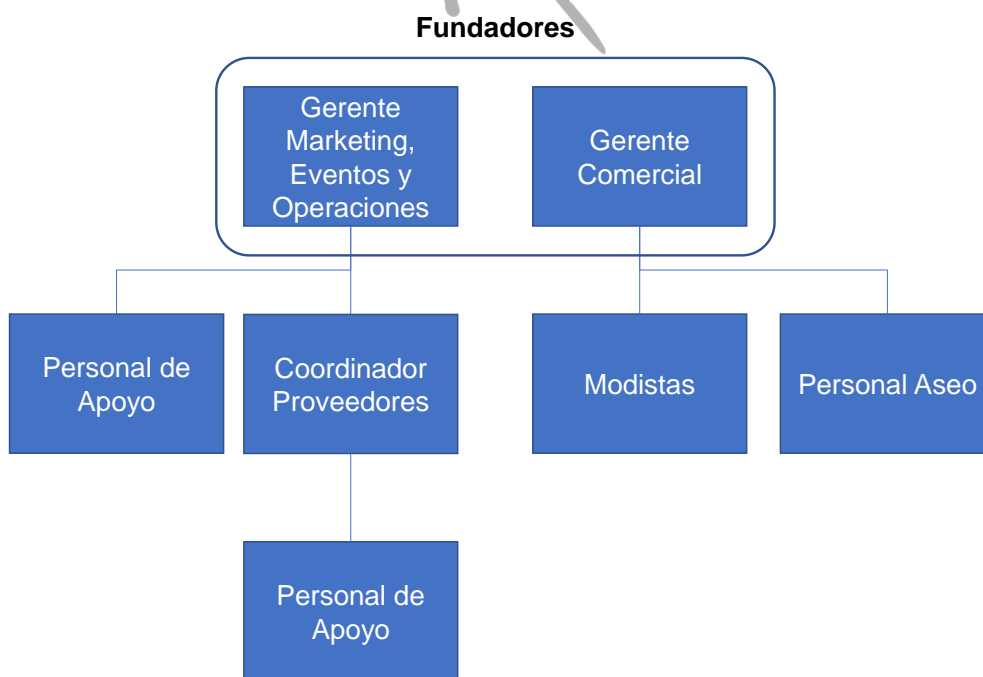 Fundadores
Gerente
Marketing,
Eventos y
Operaciones
Gerente
Comercial
Personal de
Apoyo
Coordinador
Proveedores
Modistas
Personal Aseo
Personal de
Apoyo